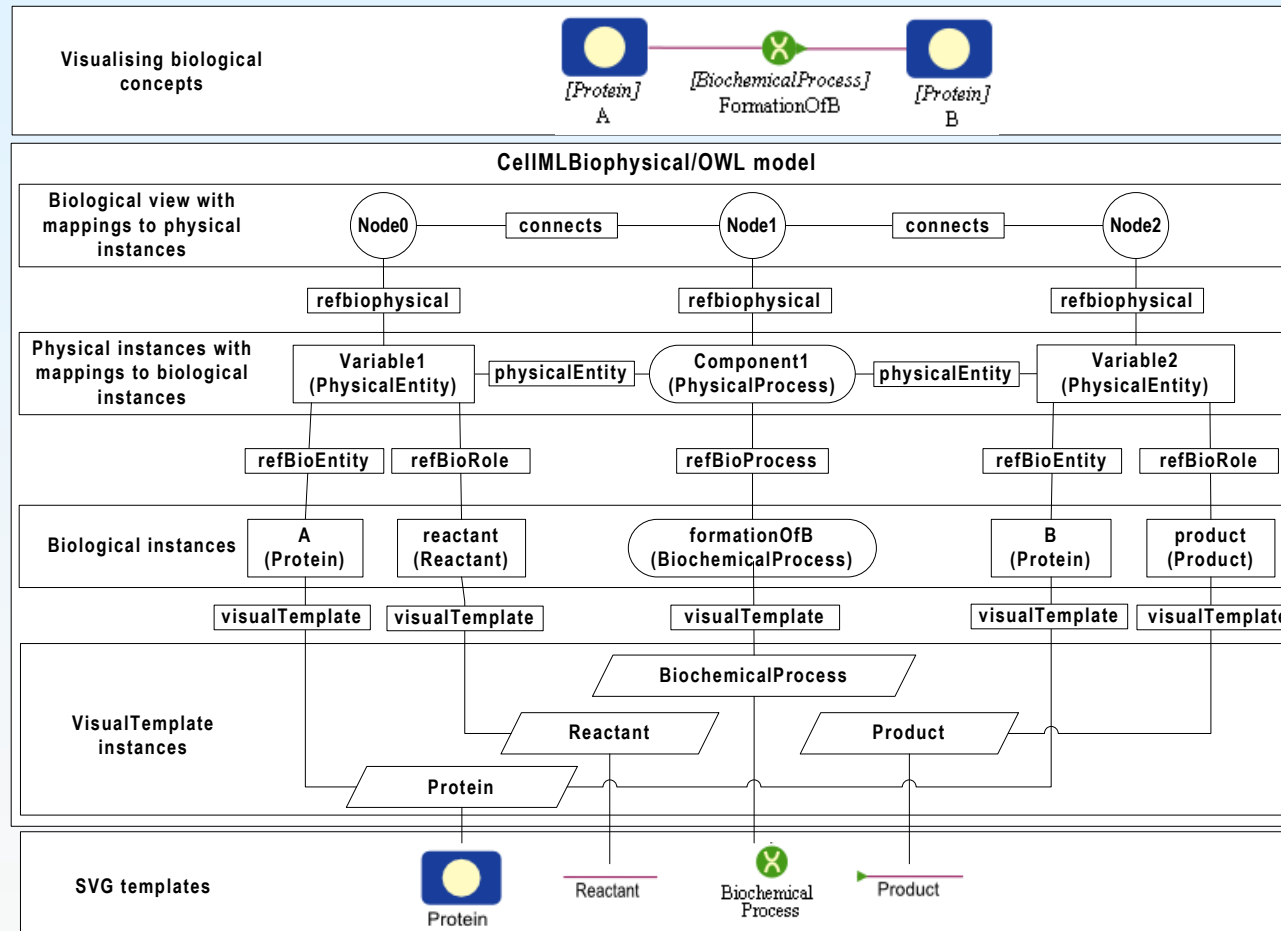 Visualising biological
concepts
[Protein]
A
[BiochemicalProcess]
FormationOfB
[Protein]
B
CellMLBiophysical/OWL model
Biological view with
mappings to physical
instances
Node0
connects
Node1
connects
Node2
refbiophysical
refbiophysical
refbiophysical
Physical instances with
mappings to biological
instances
Variable1
(PhysicalEntity)
physicalEntity
Component1
(PhysicalProcess)
physicalEntity
Variable2
(PhysicalEntity)
refBioEntity
refBioRole
refBioProcess
refBioEntity
refBioRole
Biological instances
A
(Protein)
reactant
(Reactant)
formationOfB
(BiochemicalProcess)
B
(Protein)
product
(Product)
visualTemplate
visualTemplate
visualTemplate
visualTemplate
visualTemplate
VisualTemplate
instances
BiochemicalProcess
Reactant
Product
Protein
SVG templates
Protein
Reactant
Biochemical
Process
Product